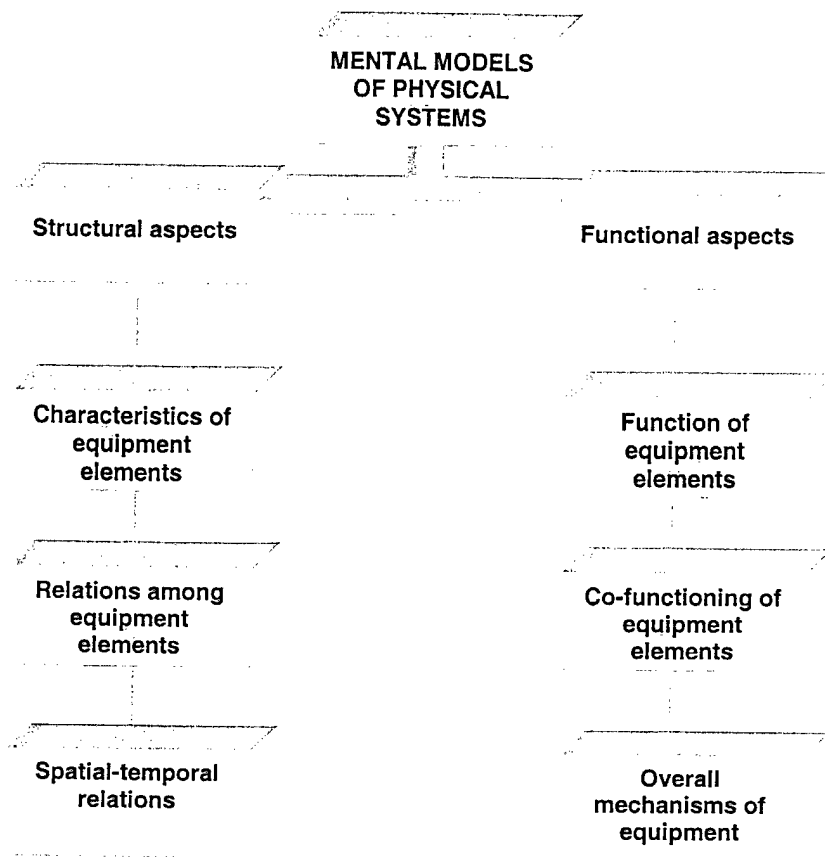 MENTAL MODELS
OF PHYSICAL
SYSTEMS
Structural aspects
Functional aspects
Characteristics of
equipment
elements
Function of
equipment
elements
Relations among
equipment
elements
Co-functioning of
equipment
elements
Spatial-temporal
relations
Overall
mechanisms of
equipment